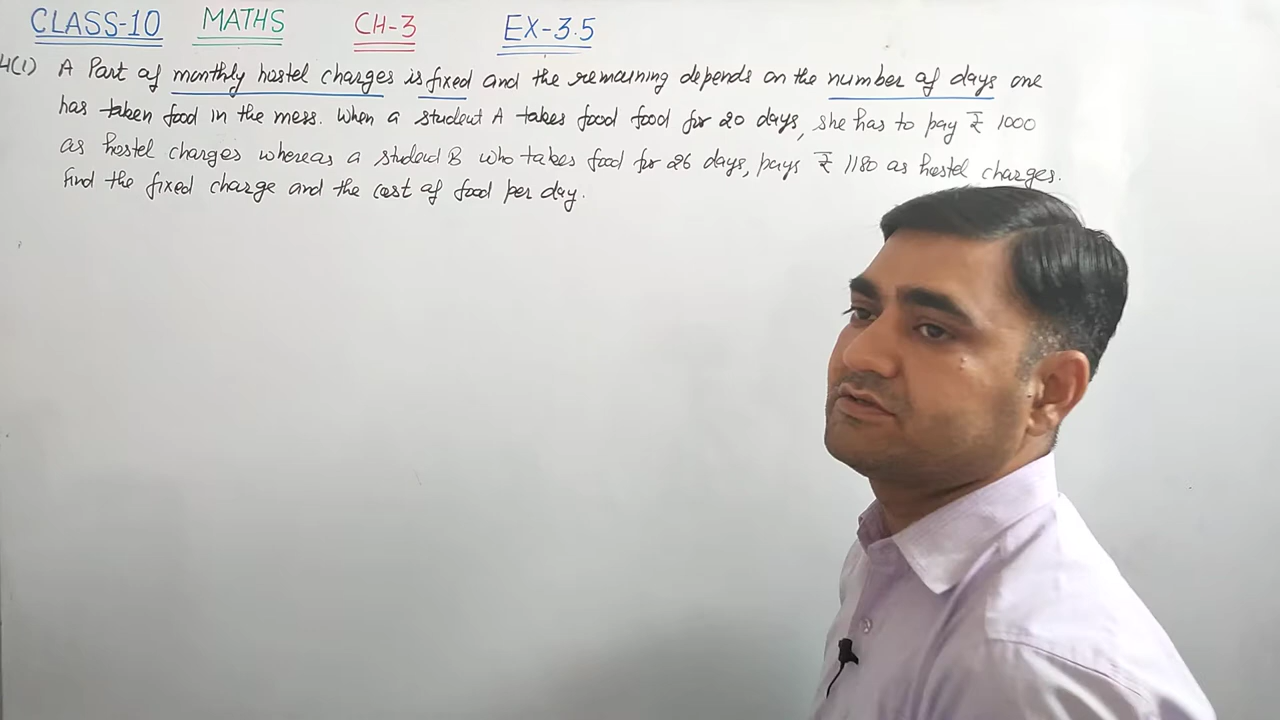 CLASS-10 MATHS CH-3 EX-3.5
4(1) A Part of monthly hostel charges is fixed and the remaining depends on the number of days one
has taken food in the mess. When a student A takes food food for 20 days, she has to pay ₹ 1000
as hostel charges whereas a student B who takes food for 26 days, pays ₹ 1180 as hostel charges.
Find the fixed charge and the cost of food per day.